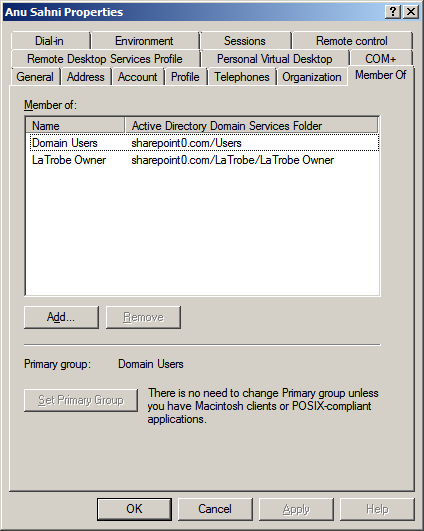 Anu Sahni Properties
Dial-in Environment Sessions Remote control
Remote Desktop Services Profile Personal Virtual Desktop COM+
General Address Account Profile Telephones Organization Member Of
Member of:
Name Active Directory Domain Services Folder
Domain Users sharepoint0.com/Users
LaTrobe Owner sharepoint0.com/LaTrobe/LaTrobe Owner
Add... Remove
Primary group: Domain Users
Set Primary Group
There is no need to change Primary group unless
you have Macintosh clients or POSIX-compliant
applications.
OK Cancel Apply Help